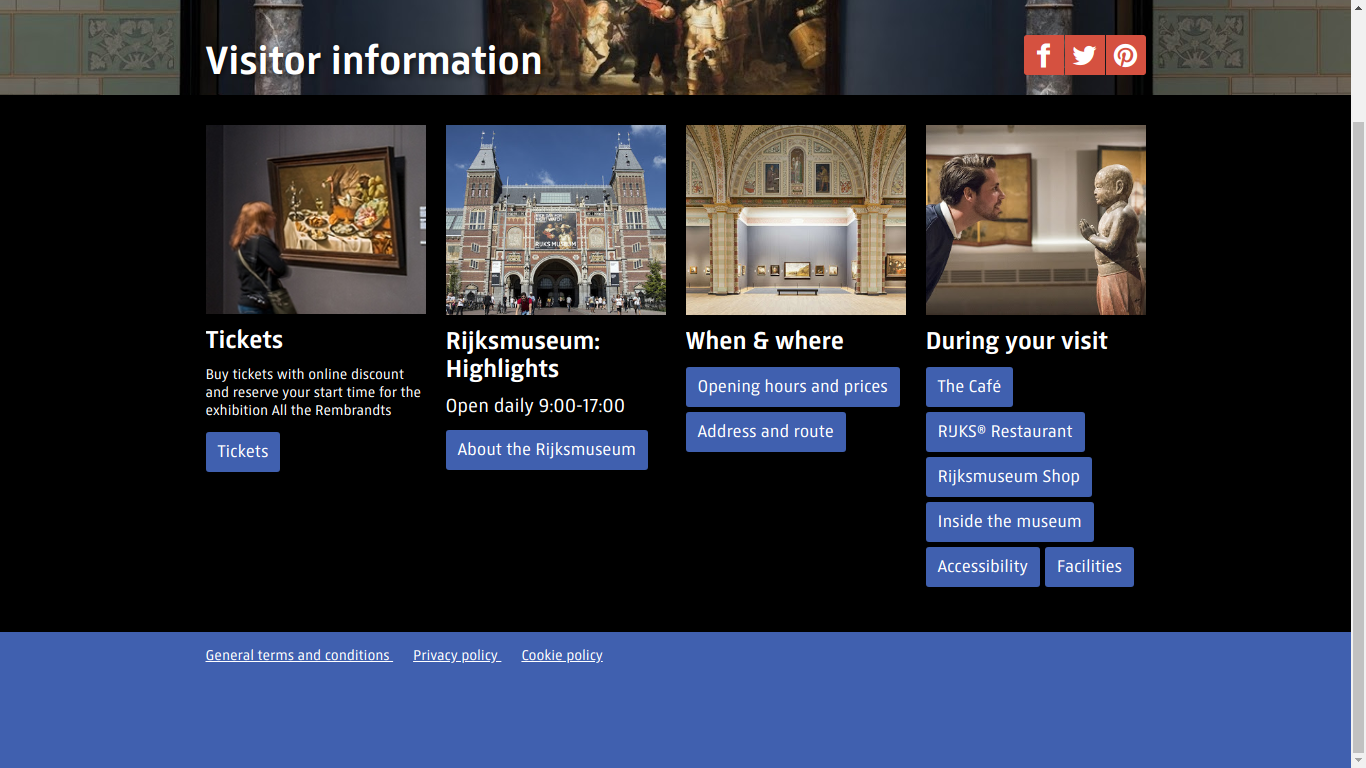 Visitor information
Tickets
Buy tickets with online discount
and reserve your start time for the
exhibition All the Rembrandts
Tickets
RIJKSMUSEUM
Rijksmuseum:
Highlights
Open daily 9:00-17:00
About the Rijksmuseum
When & where
Opening hours and prices
Address and route
During your visit
The Café
R!JKS® Restaurant
Rijksmuseum Shop
Inside the museum
Accessibility
Facilities
General terms and conditions
Privacy policy
Cookie policy